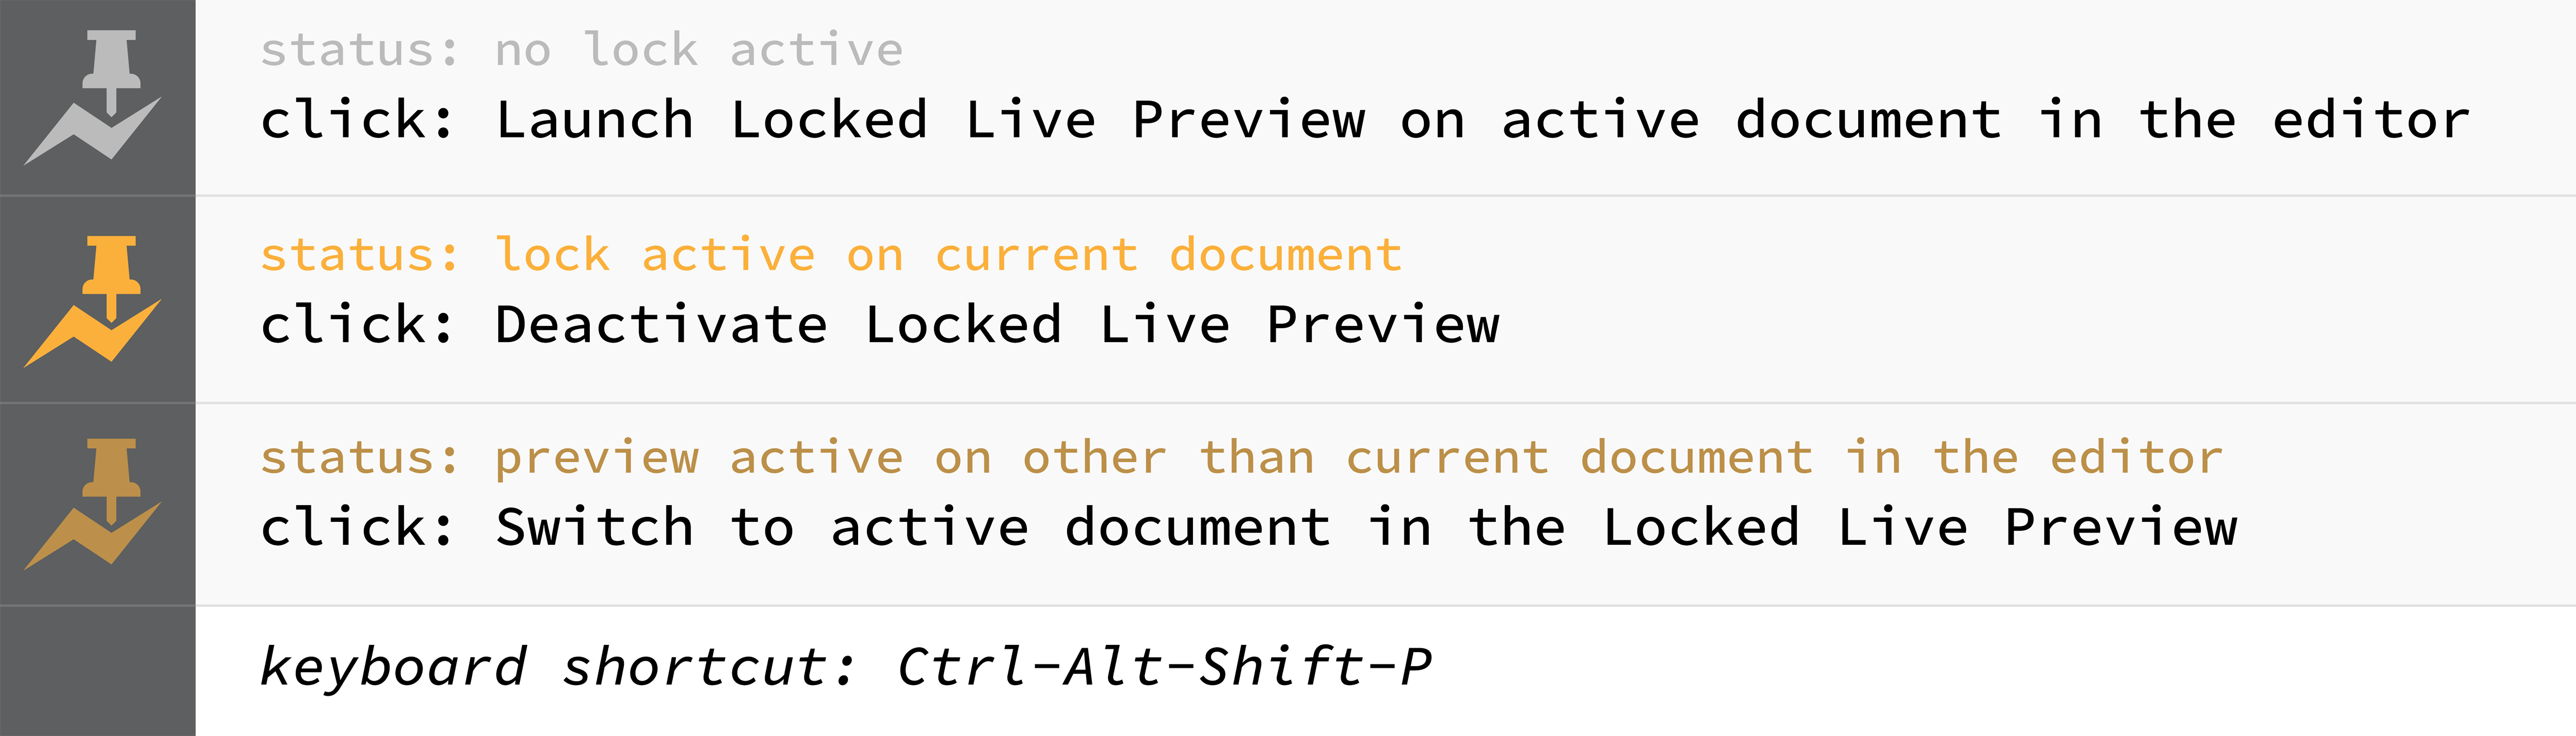 status: no lock active
click: Launch Locked Live Preview on active document in the editor
status: lock active on current document
click: Deactivate Locked Live Preview
status: preview active on other than current document in the editor
click: Switch to active document in the Locked Live Preview
keyboard shortcut: Ctrl-Alt-Shift-P